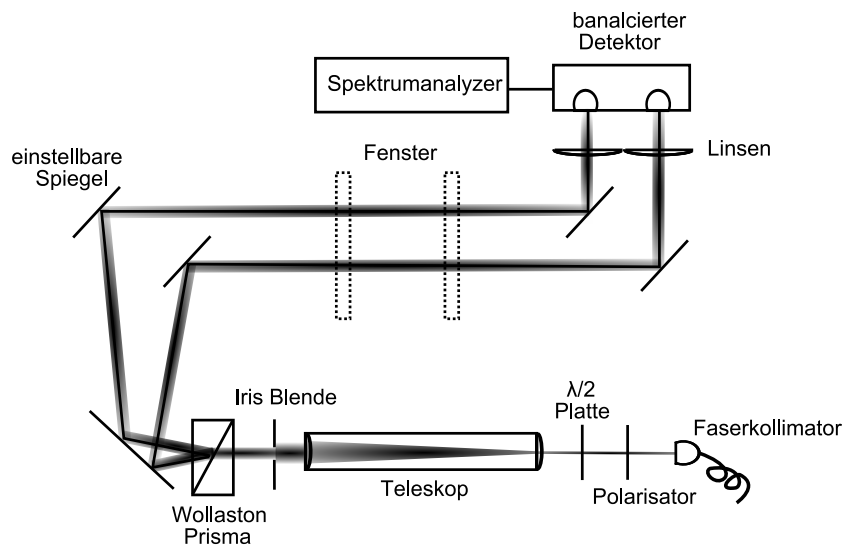 banalcierter
Detektor
Spektrumanalyzer
einstellbare
Spiegel
Fenster
Linsen
Iris Blende
λ/2
Platte
Faserkollimator
Teleskop
Polarisator
Wollaston
Prisma